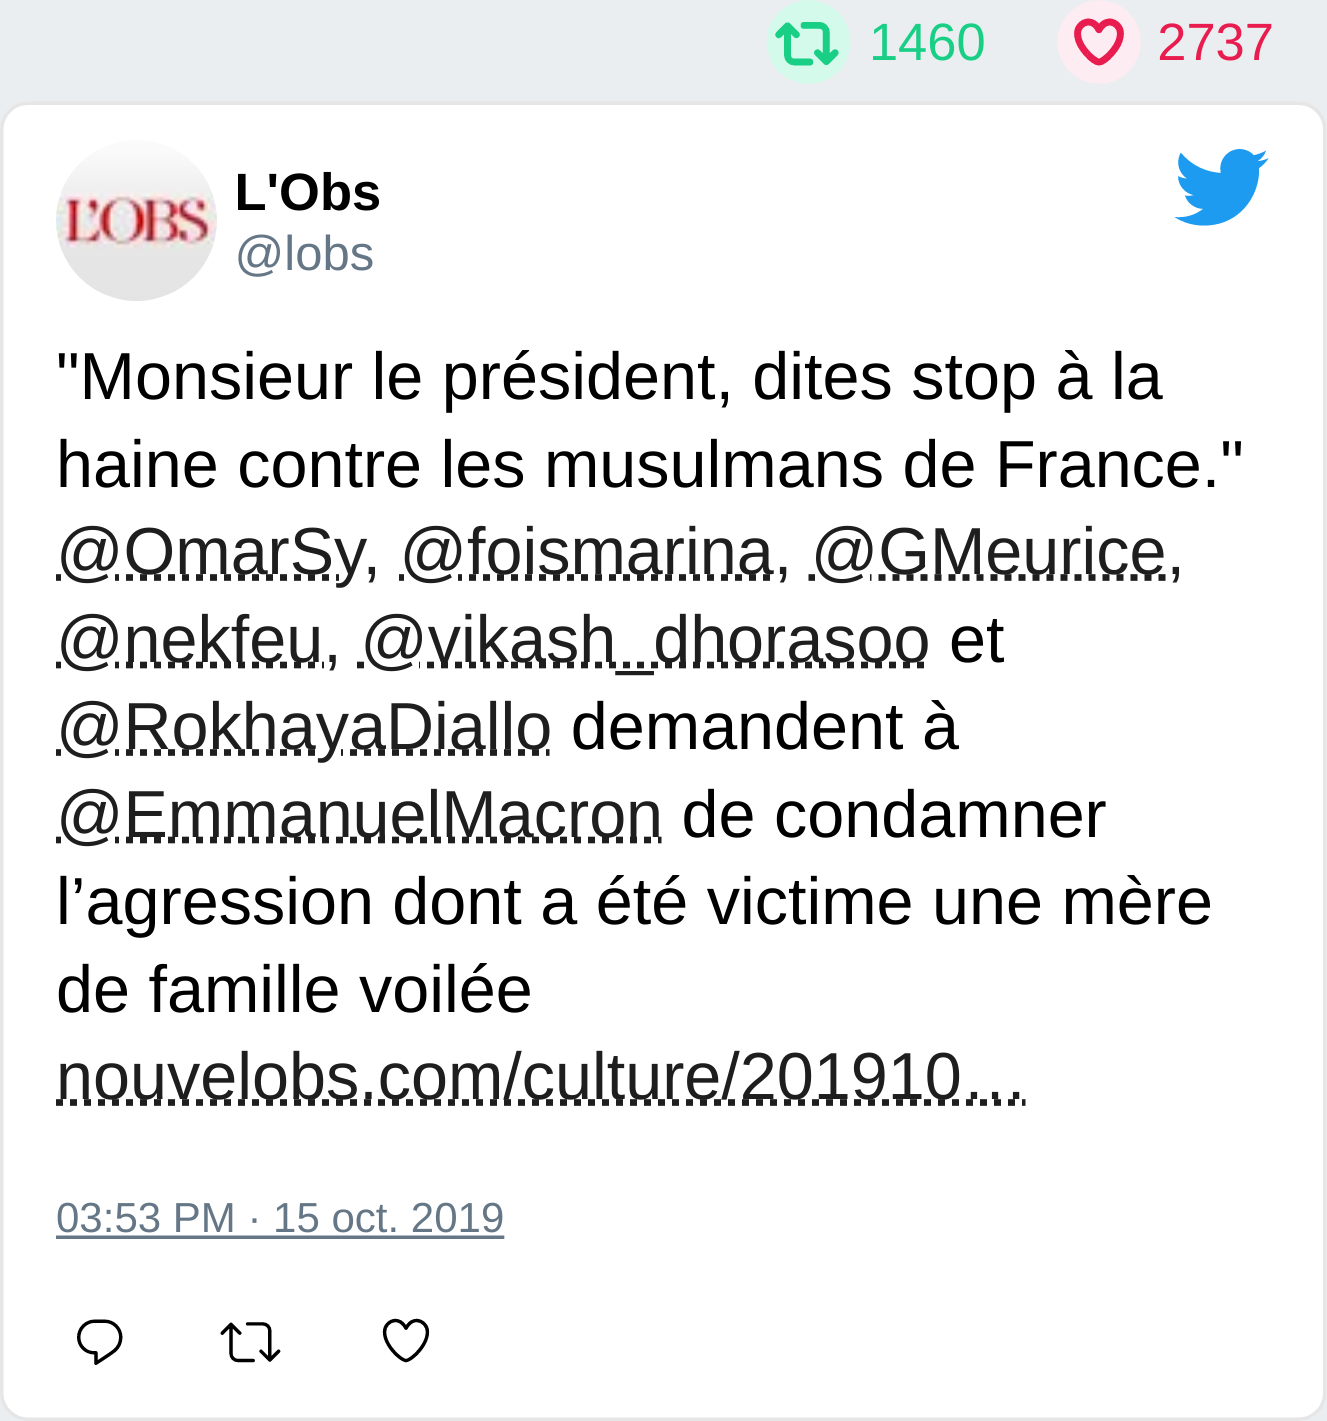 1460 2737
L'OBS
L'Obs
@lobs
"Monsieur le président, dites stop à la
haine contre les musulmans de France."
@OmarSy, @foismarina, @GMeurice,
@nekfeu, @vikash_dhorasoo et
@RokhayaDiallo demandent à
@EmmanuelMacron de condamner
l’agression dont a été victime une mère
de famille voilée
nouvelobs.com/culture/201910…
03:53 PM · 15 oct. 2019